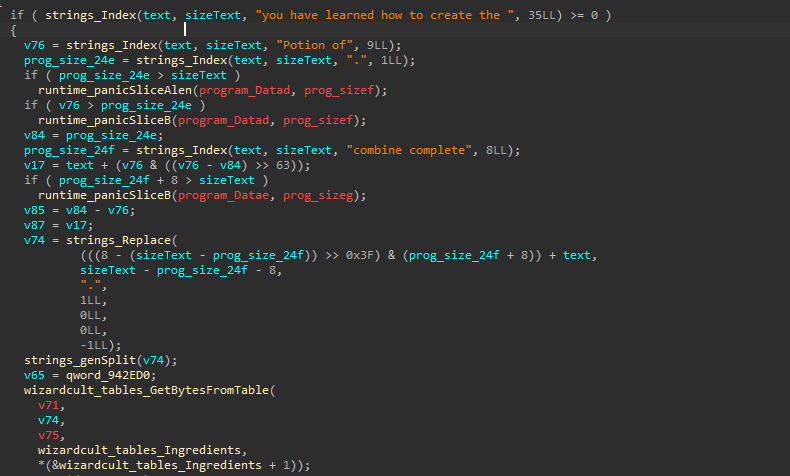 if ( strings_Index(text, sizeText, "you have learned how to create the ", 35LL) >= 0 )
{
v76 = strings_Index(text, sizeText, "Potion of", 9LL);
prog_size_24e = strings_Index(text, sizeText, ".", 1LL);
if ( prog_size_24e > sizeText )
runtime_panicSliceAlen(program_Datad, prog_sizef);
if ( v76 > prog_size_24e )
runtime_panicSliceB(program_Datad, prog_sizef);
v84 = prog_size_24e;
prog_size_24f = strings_Index(text, sizeText, "combine complete", 8LL);
v17 = text + (v76 & ((v76 - v84) >> 63));
if ( prog_size_24f + 8 > sizeText )
runtime_panicSliceB(program_Datae, prog_sizeg);
v85 = v84 - v76;
v87 = v17;
v74 = strings_Replace(
(((8 - (sizeText - prog_size_24f)) >> 0x3F) & (prog_size_24f + 8)) + text,
sizeText - prog_size_24f - 8,
".",
1LL,
0LL,
0LL,
-1LL);
strings_genSplit(v74);
v65 = qword_942ED0;
wizardcult_tables_GetBytesFromTable(
v71,
v74,
v75,
wizardcult_tables_Ingredients,
*(&wizardcult_tables_Ingredients + 1));